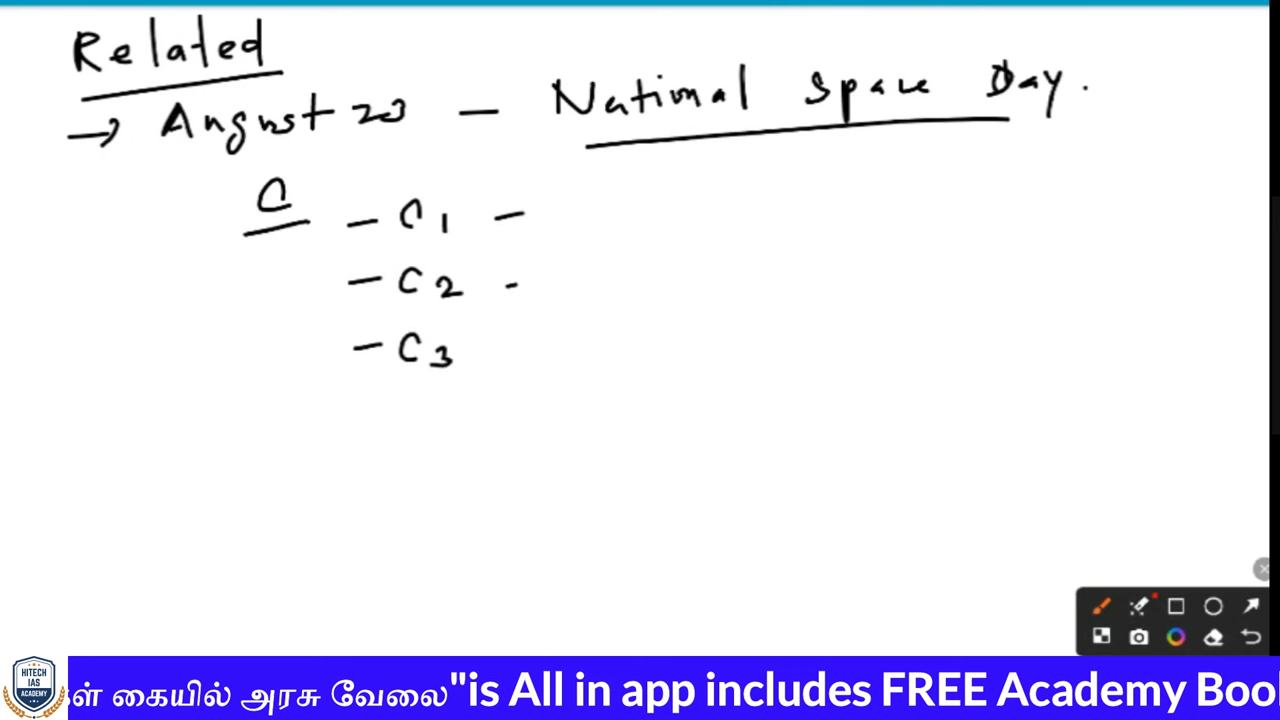 Related
→ August 23 – National Space Day.
C – C1 –
– C2 -
– C3
HITECH
IAS
ACADEMY
கள் கையில் அரசு வேலை"is All in app includes FREE Academy Boo